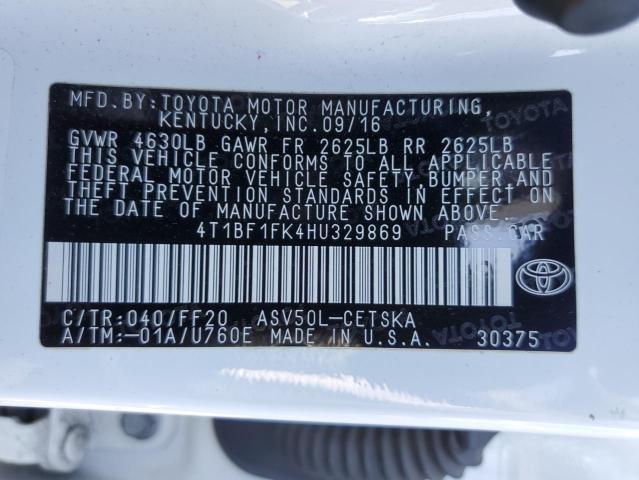 MFD.BY:TOYOTA MOTOR MANUFACTURING,
KENTUCKY,INC.09/16
GVWR 4630LB GAWR FR 2625LB RR 2625LB
THIS VEHICLE CONFORMS TO ALL APPLICABLE
FEDERAL MOTOR VEHICLE SAFETY,BUMPER AND
THEFT PREVENTION STANDARDS IN EFFECT ON
THE DATE OF MANUFACTURE SHOWN ABOVE.
4T1BF1FK4HU329869 PASS.CAR
C/TR:040/FF20 ASV50L-CETSKA
A/TM:-01A/U760E MADE IN U.S.A. 30375